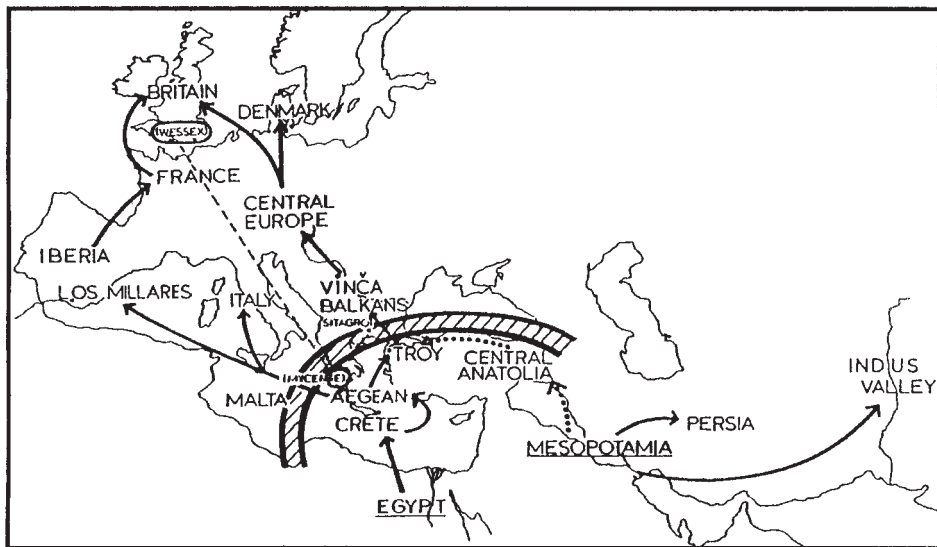 BRITAIN
DENMARK
(WESSEX)
FRANCE
CENTRAL
EUROPE
IBERIA
LOS MILLARES
ITALY
VINČA
BALKANS
SITAGROI
TROY
CENTRAL
ANATOLIA
INDUS
VALLEY
(MYCENAE)
MALTA
AEGEAN
CRETE
PERSIA
MESOPOTAMIA
EGYPT